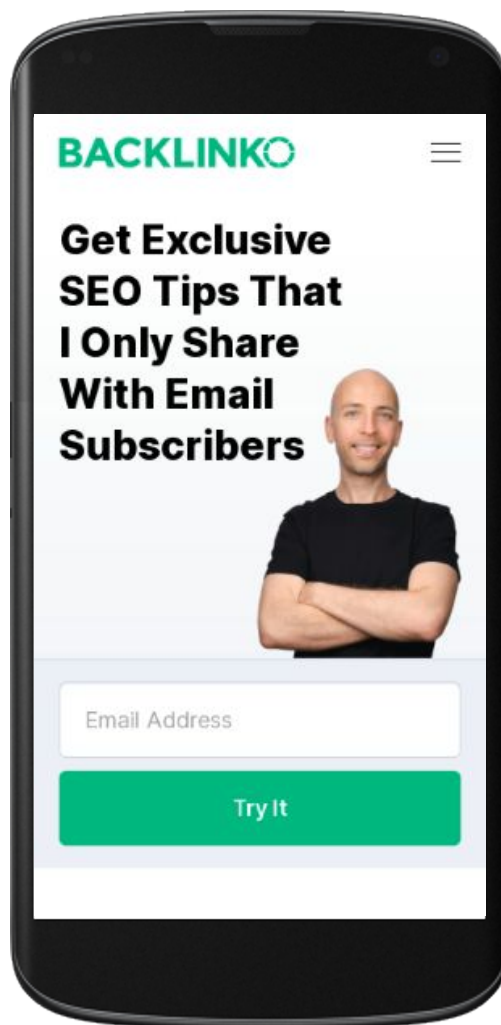 BACKLINKO
Get Exclusive
SEO Tips That
I Only Share
With Email
Subscribers
Email Address
Try It